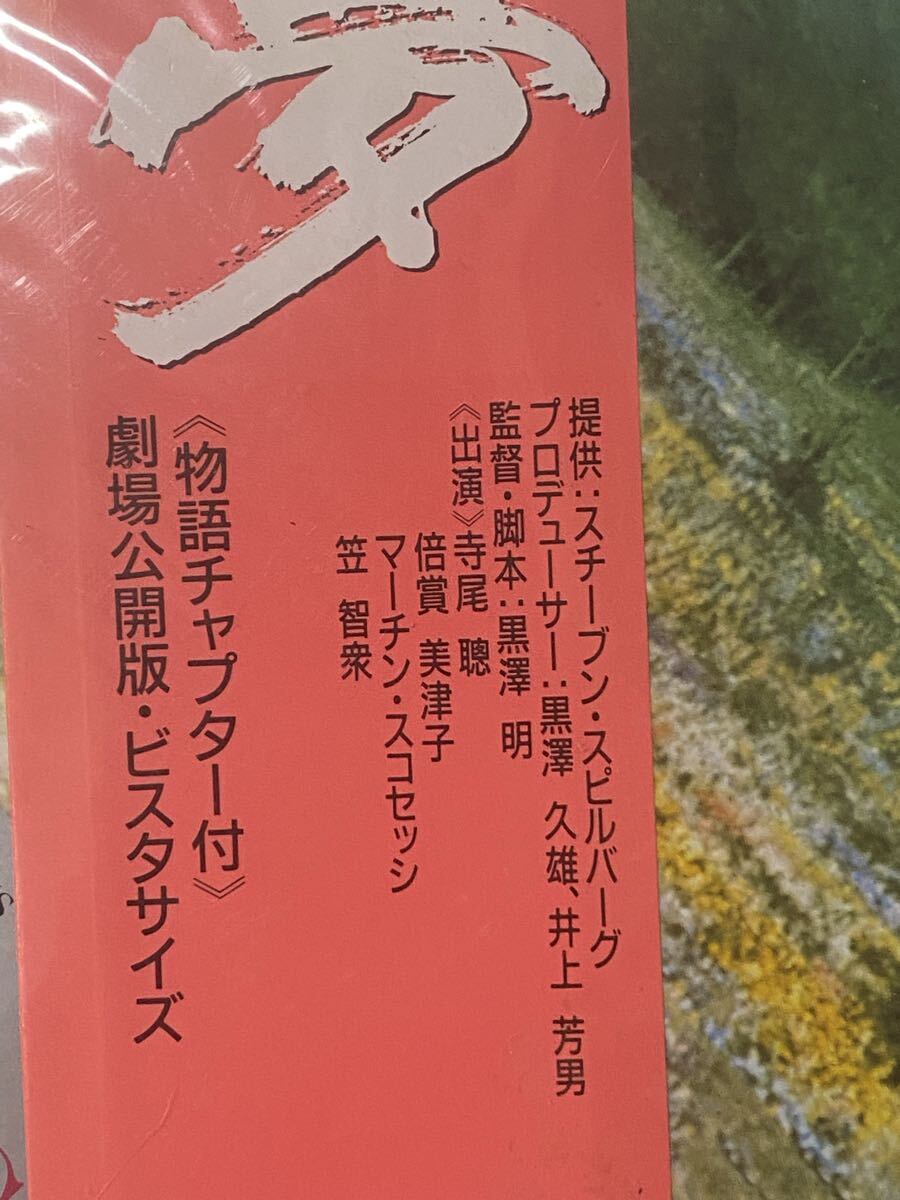 夢
提供:スチーブン・スピルバーグ
プロデューサー:黒澤 久雄、井上 芳男
監督・脚本:黒澤 明
《出演》寺尾 聰
倍賞 美津子
マーチン・スコセッシ
笠 智衆
《物語チャプター付》
劇場公開版・ビスタサイズ